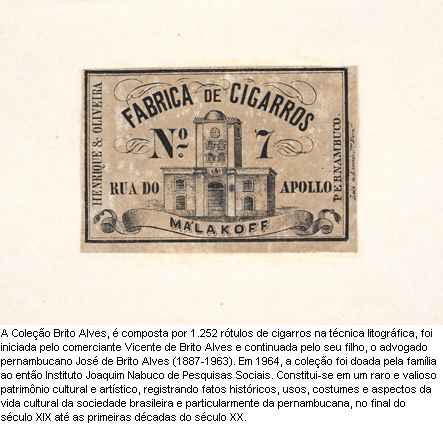 FABRICA DE CIGARROS
HENRIQUE & OLIVEIRA
Nº 7
PERNAMBUCO.
RUA DO APOLLO
MALAKOFF
A Coleção Brito Alves, é composta por 1.252 rótulos de cigarros na técnica litográfica, foi
iniciada pelo comerciante Vicente de Brito Alves e continuada pelo seu filho, o advogado
pernambucano José de Brito Alves (1887-1963). Em 1964, a coleção foi doada pela família
ao então Instituto Joaquim Nabuco de Pesquisas Sociais. Constitui-se em um raro e valioso
patrimônio cultural e artístico, registrando fatos históricos, usos, costumes e aspectos da
vida cultural da sociedade brasileira e particularmente da pernambucana, no final do
século XIX até as primeiras décadas do século XX.